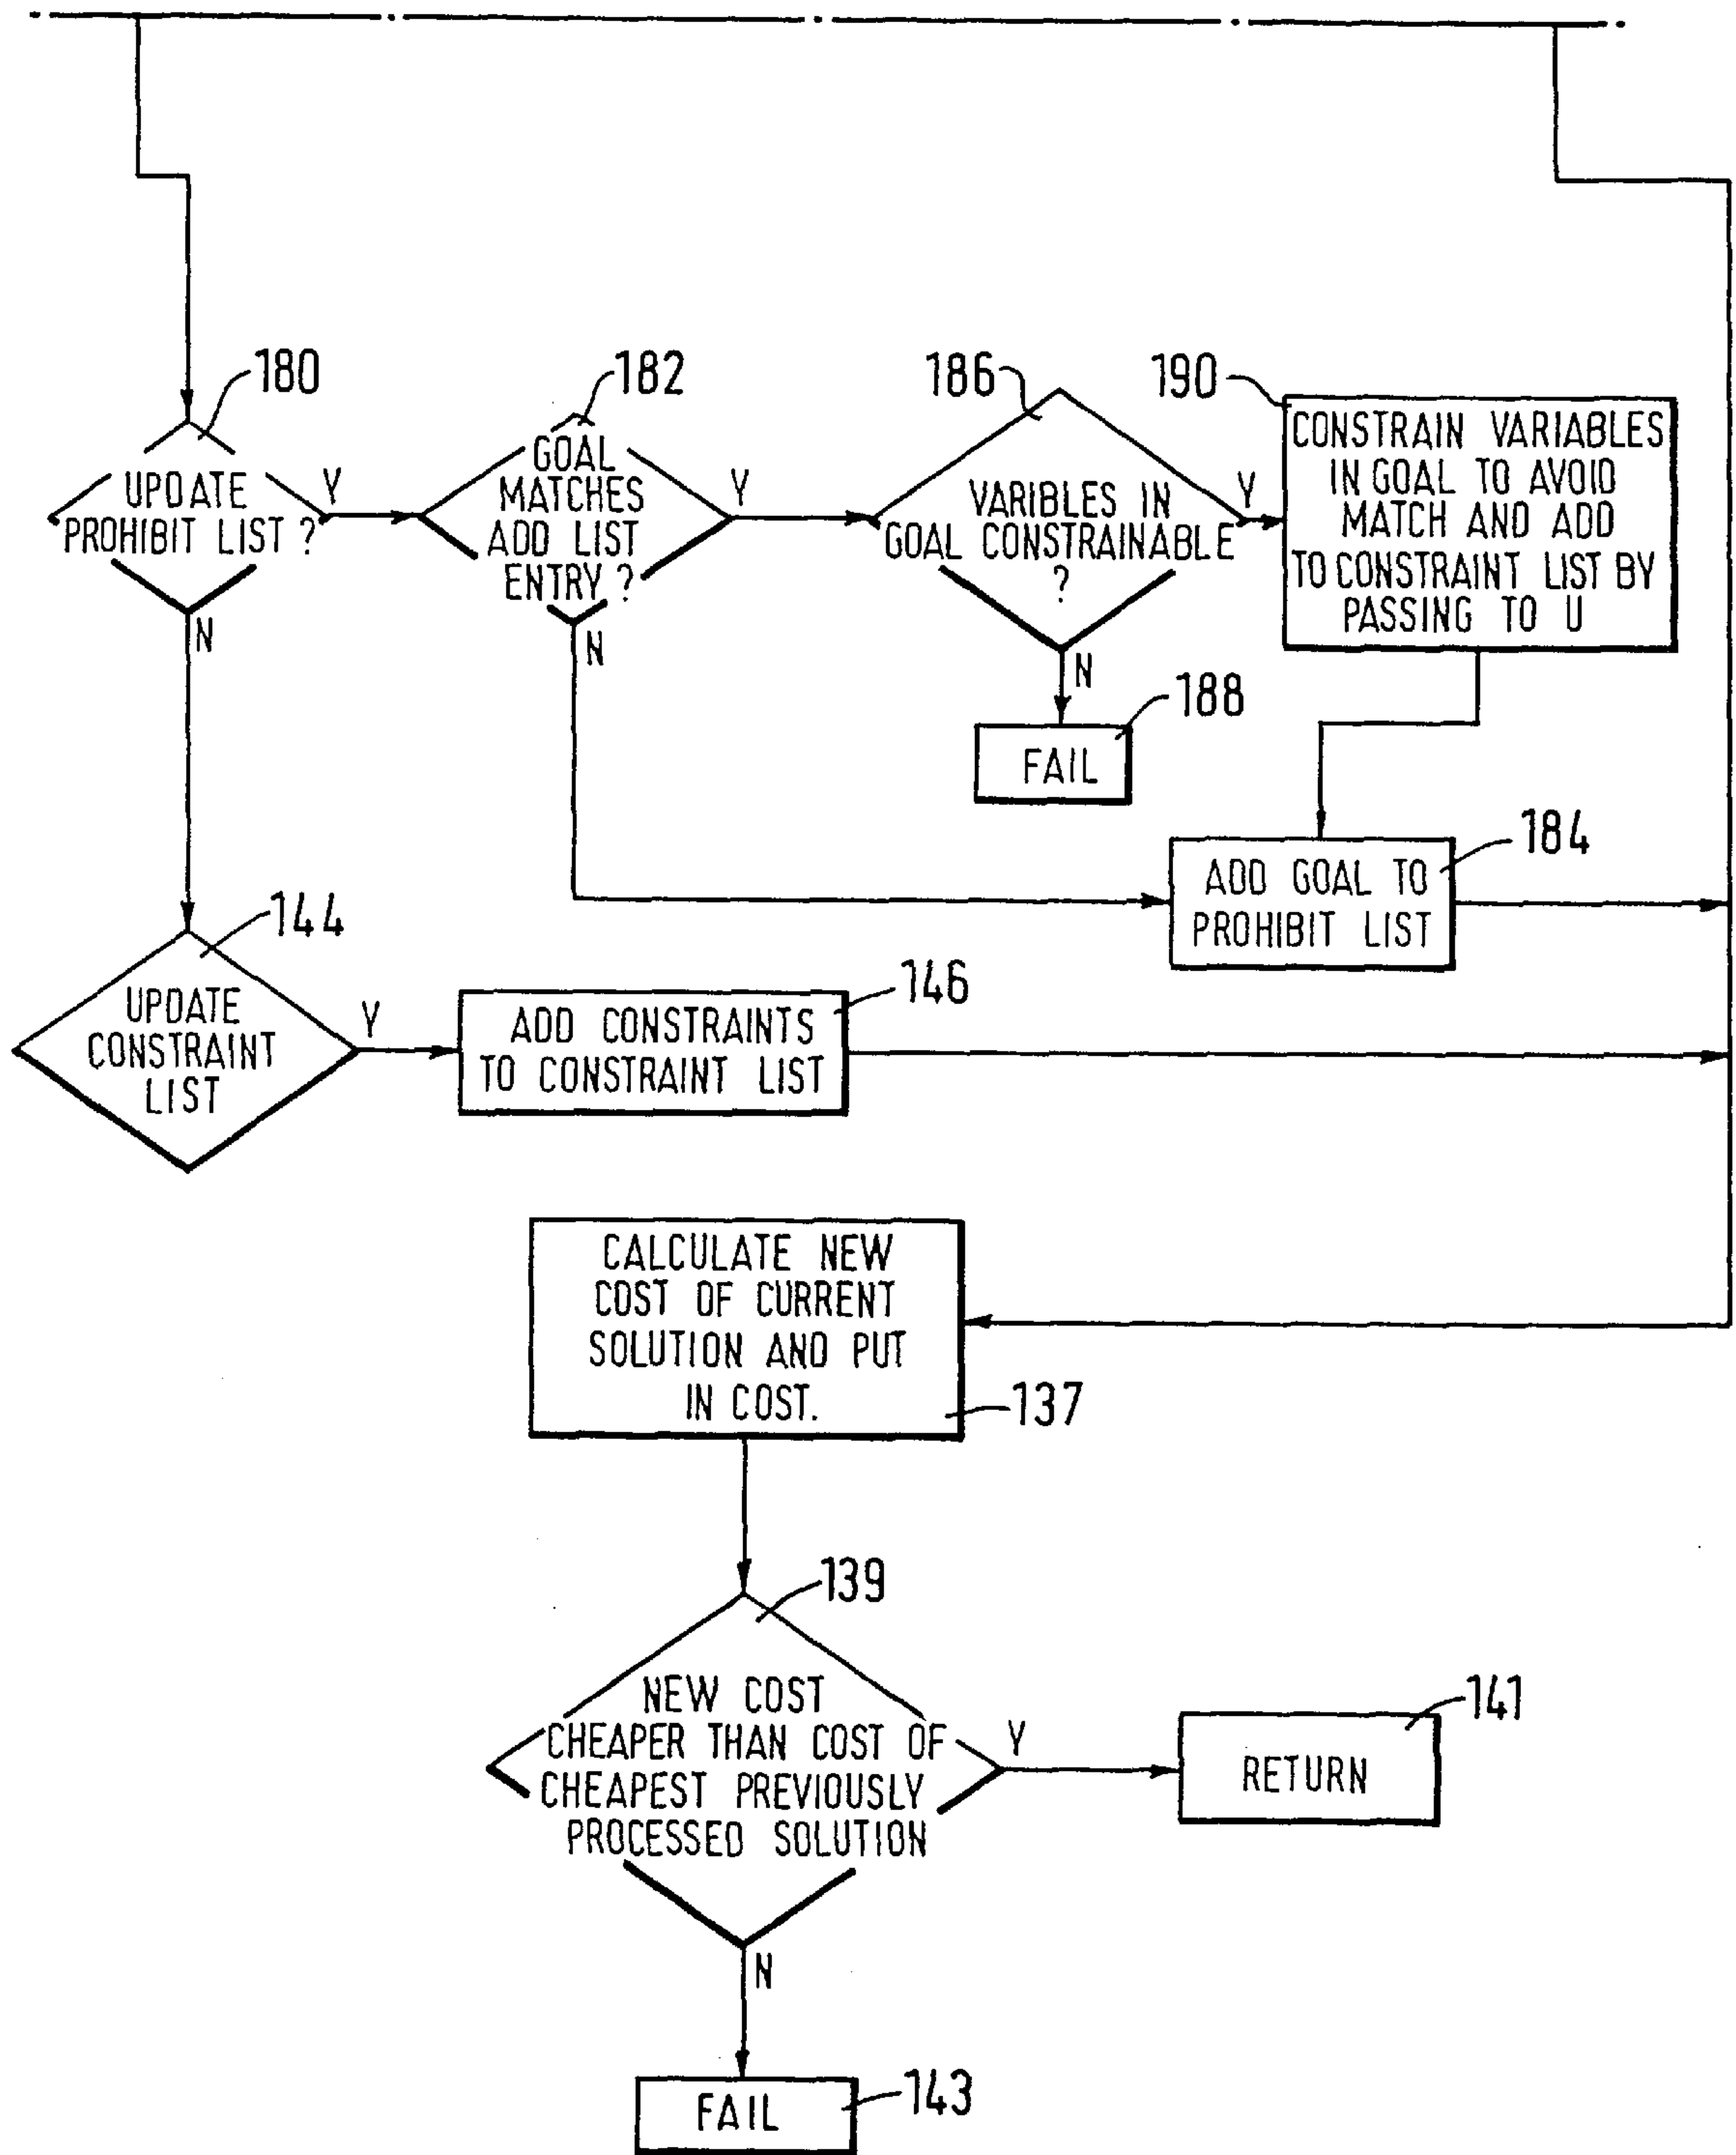 180
UPDATE
PROHIBIT LIST ?
Y
N
182
GOAL
MATCHES
ADD LIST
ENTRY ?
Y
N
186
VARIBLES IN
GOAL CONSTRAINABLE
?
Y
N
190
CONSTRAIN VARIABLES
IN GOAL TO AVOID
MATCH AND ADD
TO CONSTRAINT LIST BY
PASSING TO U
188
FAIL
184
ADD GOAL TO
PROHIBIT LIST
144
UPDATE
CONSTRAINT
LIST
Y
146
ADD CONSTRAINTS
TO CONSTRAINT LIST
CALCULATE NEW
COST OF CURRENT
SOLUTION AND PUT
IN COST.
137
139
NEW COST
CHEAPER THAN COST OF
CHEAPEST PREVIOUSLY
PROCESSED SOLUTION
Y
N
141
RETURN
FAIL
143